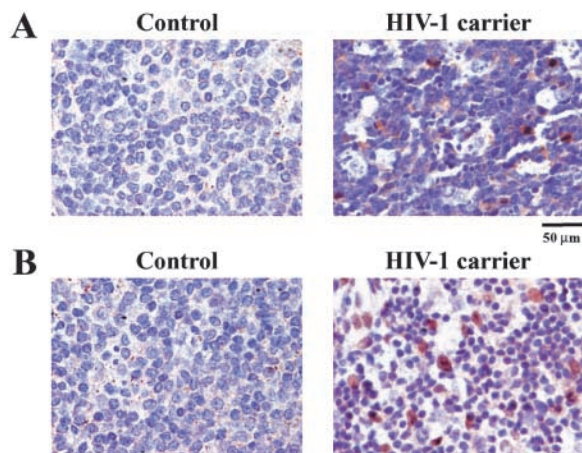 A
Control
HIV-1 carrier
50 μm
B
Control
HIV-1 carrier